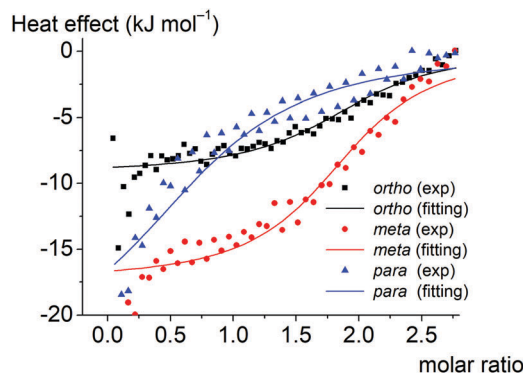 Heat effect (kJ mol⁻¹)
0
-5
-10
-15
-20
0.0 0.5 1.0 1.5 2.0 2.5
molar ratio
ortho (exp)
ortho (fitting)
meta (exp)
meta (fitting)
para (exp)
para (fitting)